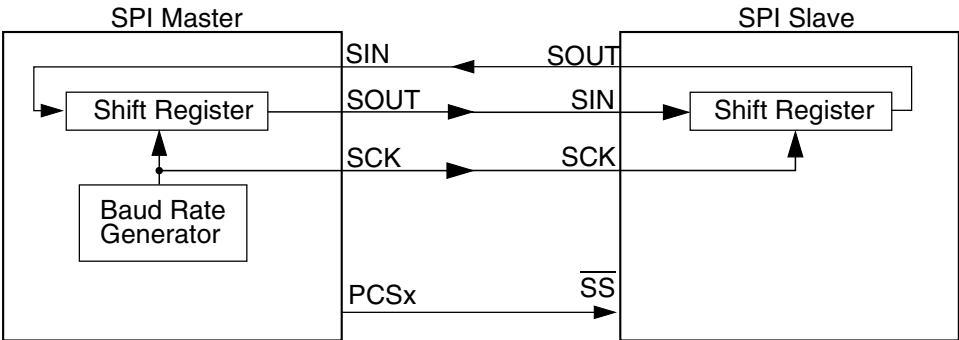 SPI Master
SPI Slave
SIN
SOUT
Shift Register
SOUT
SIN
Shift Register
SCK
SCK
Baud Rate
Generator
PCSx
SS